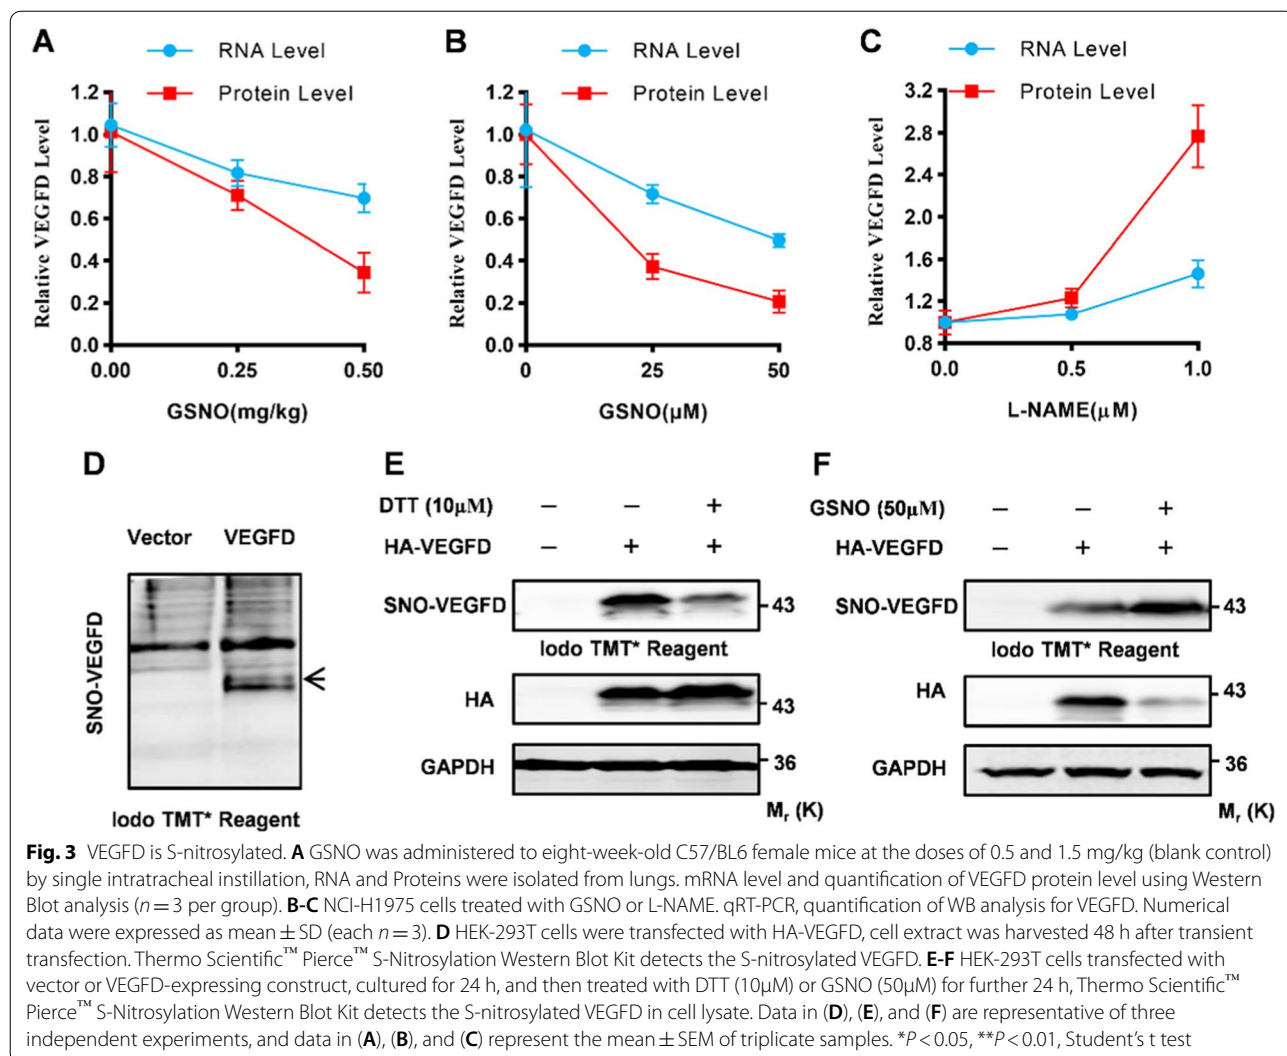 A
RNA Level
Protein Level
Relative VEGFD Level
1.2
1.0
0.8
0.6
0.4
0.2
0.0
0.00 0.25 0.50
GSNO(mg/kg)
B
RNA Level
Protein Level
Relative VEGFD Level
1.2
1.0
0.8
0.6
0.4
0.2
0.0
0 25 50
GSNO(μM)
C
RNA Level
Protein Level
Relative VEGFD Level
3.2
2.8
2.4
2.0
1.6
1.2
0.8
0.0 0.5 1.0
L-NAME(μM)
D
Vector VEGFD
SNO-VEGFD
Iodo TMT* Reagent
E
DTT (10μM) – – +
HA-VEGFD – + +
SNO-VEGFD 43
Iodo TMT* Reagent
HA 43
GAPDH 36
Mr (K)
F
GSNO (50μM) – – +
HA-VEGFD – + +
SNO-VEGFD 43
Iodo TMT* Reagent
HA 43
GAPDH 36
Mr (K)
Fig. 3 VEGFD is S-nitrosylated. A GSNO was administered to eight-week-old C57/BL6 female mice at the doses of 0.5 and 1.5 mg/kg (blank control)
by single intratracheal instillation, RNA and Proteins were isolated from lungs. mRNA level and quantification of VEGFD protein level using Western
Blot analysis (n = 3 per group). B-C NCI-H1975 cells treated with GSNO or L-NAME. qRT-PCR, quantification of WB analysis for VEGFD. Numerical
data were expressed as mean ± SD (each n = 3). D HEK-293T cells were transfected with HA-VEGFD, cell extract was harvested 48 h after transient
transfection. Thermo Scientific™ Pierce™ S-Nitrosylation Western Blot Kit detects the S-nitrosylated VEGFD. E-F HEK-293T cells transfected with
vector or VEGFD-expressing construct, cultured for 24 h, and then treated with DTT (10μM) or GSNO (50μM) for further 24 h, Thermo Scientific™
Pierce™ S-Nitrosylation Western Blot Kit detects the S-nitrosylated VEGFD in cell lysate. Data in (D), (E), and (F) are representative of three
independent experiments, and data in (A), (B), and (C) represent the mean ± SEM of triplicate samples. *P < 0.05, **P < 0.01, Student's t test